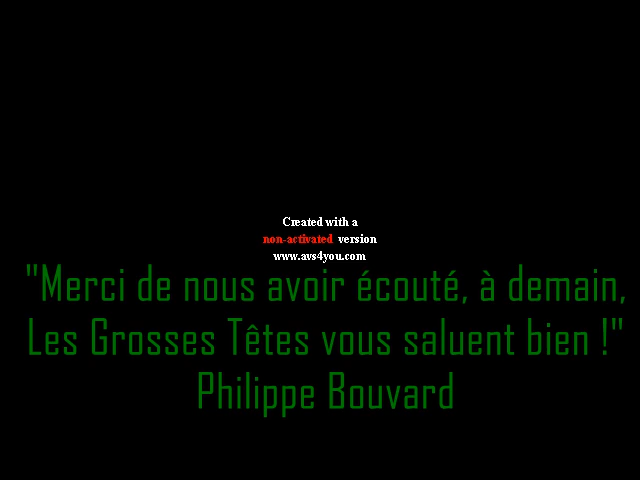 Created with a
non-activated version
www.avs4you.com
"Merci de nous avoir écouté, à demain,
Les Grosses Têtes vous saluent bien !"
Philippe Bouvard